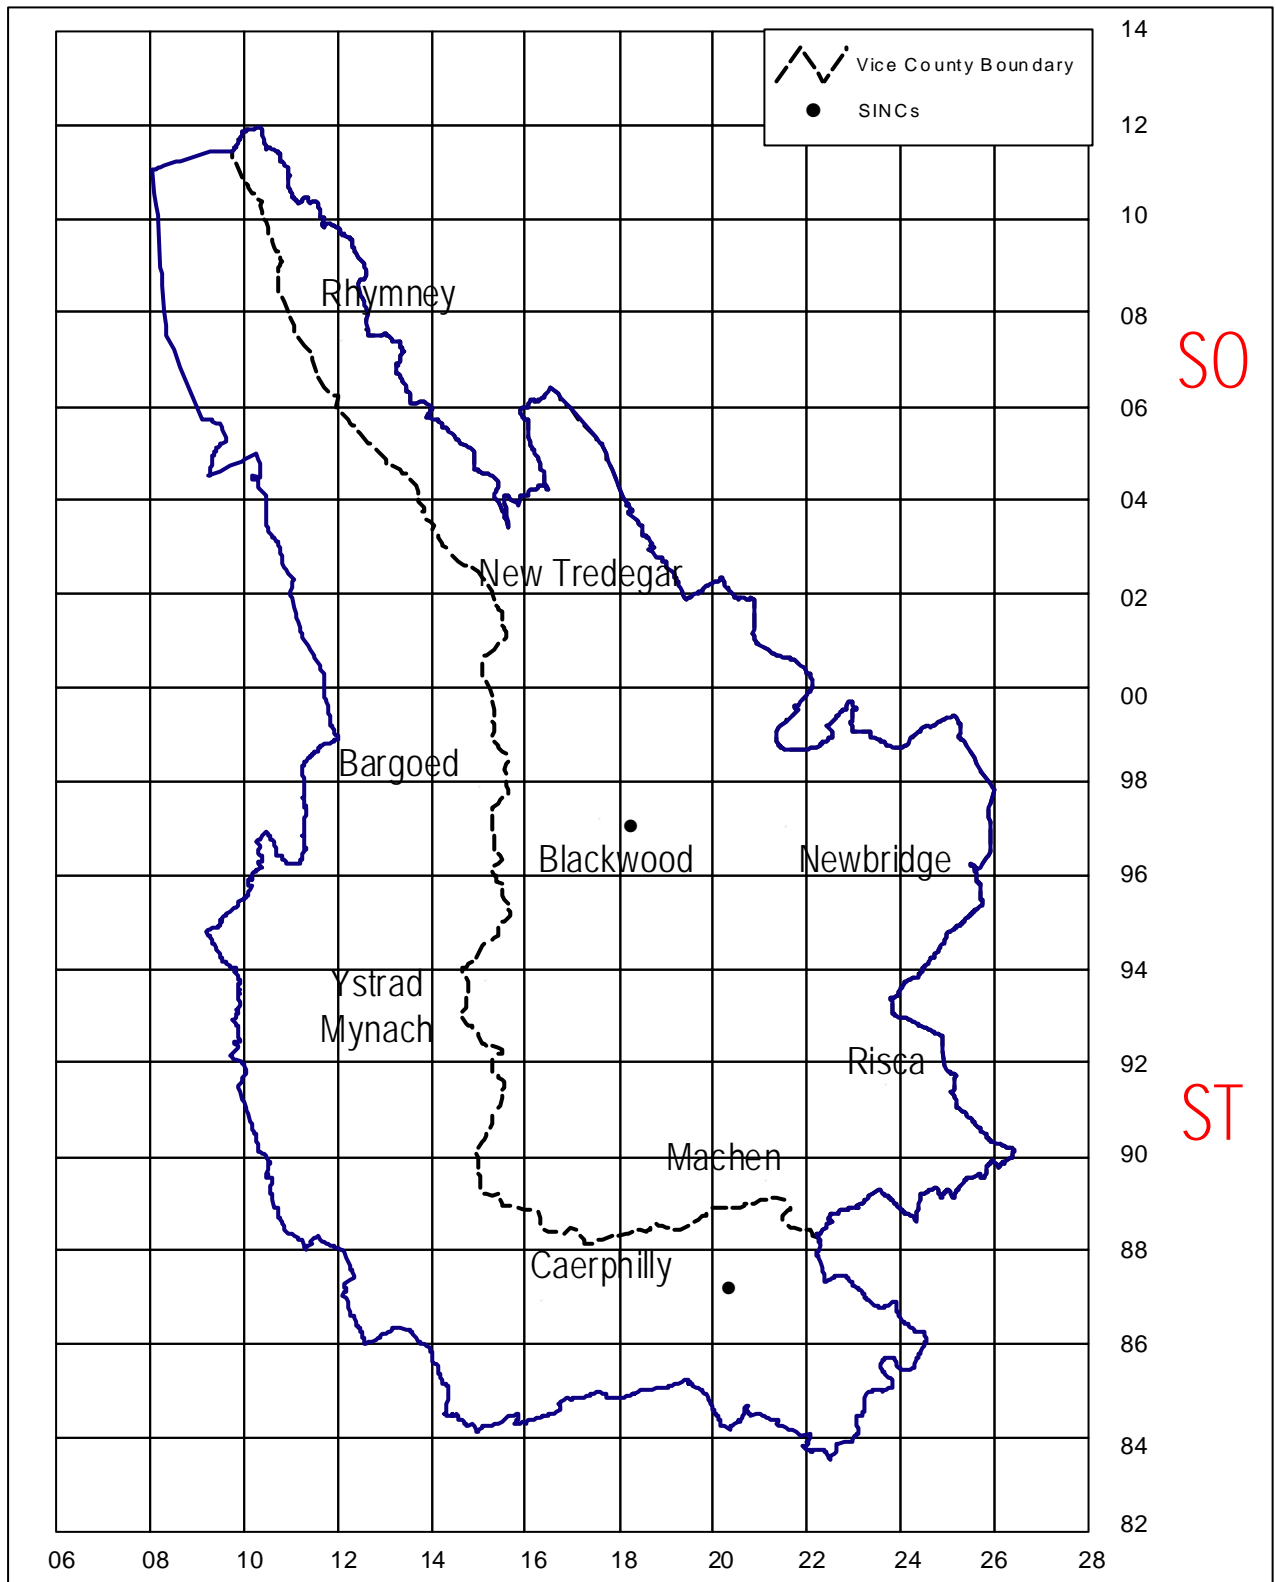 14
Vice County Boundary
SINCs
12
10
Rhymney
08
SO
06
04
New Tredegar
02
00
Bargoed
98
Blackwood
Newbridge
96
94
Ystrad
Mynach
92
Risca
ST
90
Machen
88
Caerphilly
86
84
82
06 08 10 12 14 16 18 20 22 24 26 28